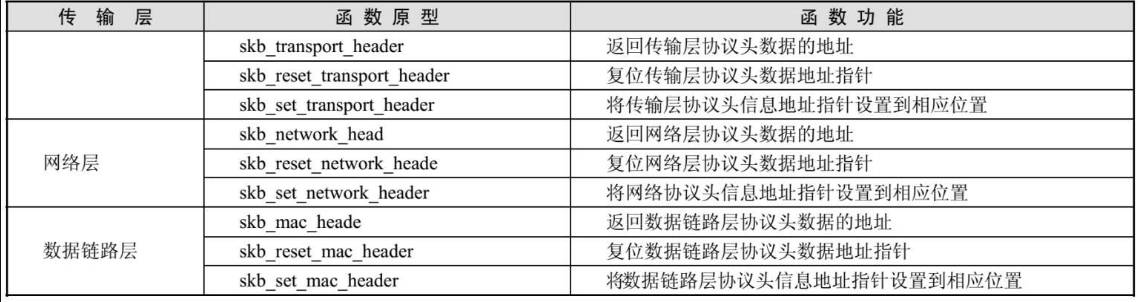 传 输 层 函 数 原 型 函 数 功 能
skb_transport_header 返回传输层协议头数据的地址
skb_reset_transport_header 复位传输层协议头数据地址指针
skb_set_transport_header 将传输层协议头信息地址指针设置到相应位置
skb_network_head 返回网络层协议头数据的地址
网络层 skb_reset_network_heade 复位网络层协议头数据地址指针
skb_set_network_header 将网络协议头信息地址指针设置到相应位置
skb_mac_heade 返回数据链路层协议头数据的地址
数据链路层 skb_reset_mac_header 复位数据链路层协议头数据地址指针
skb_set_mac_header 将数据链路层协议头信息地址指针设置到相应位置